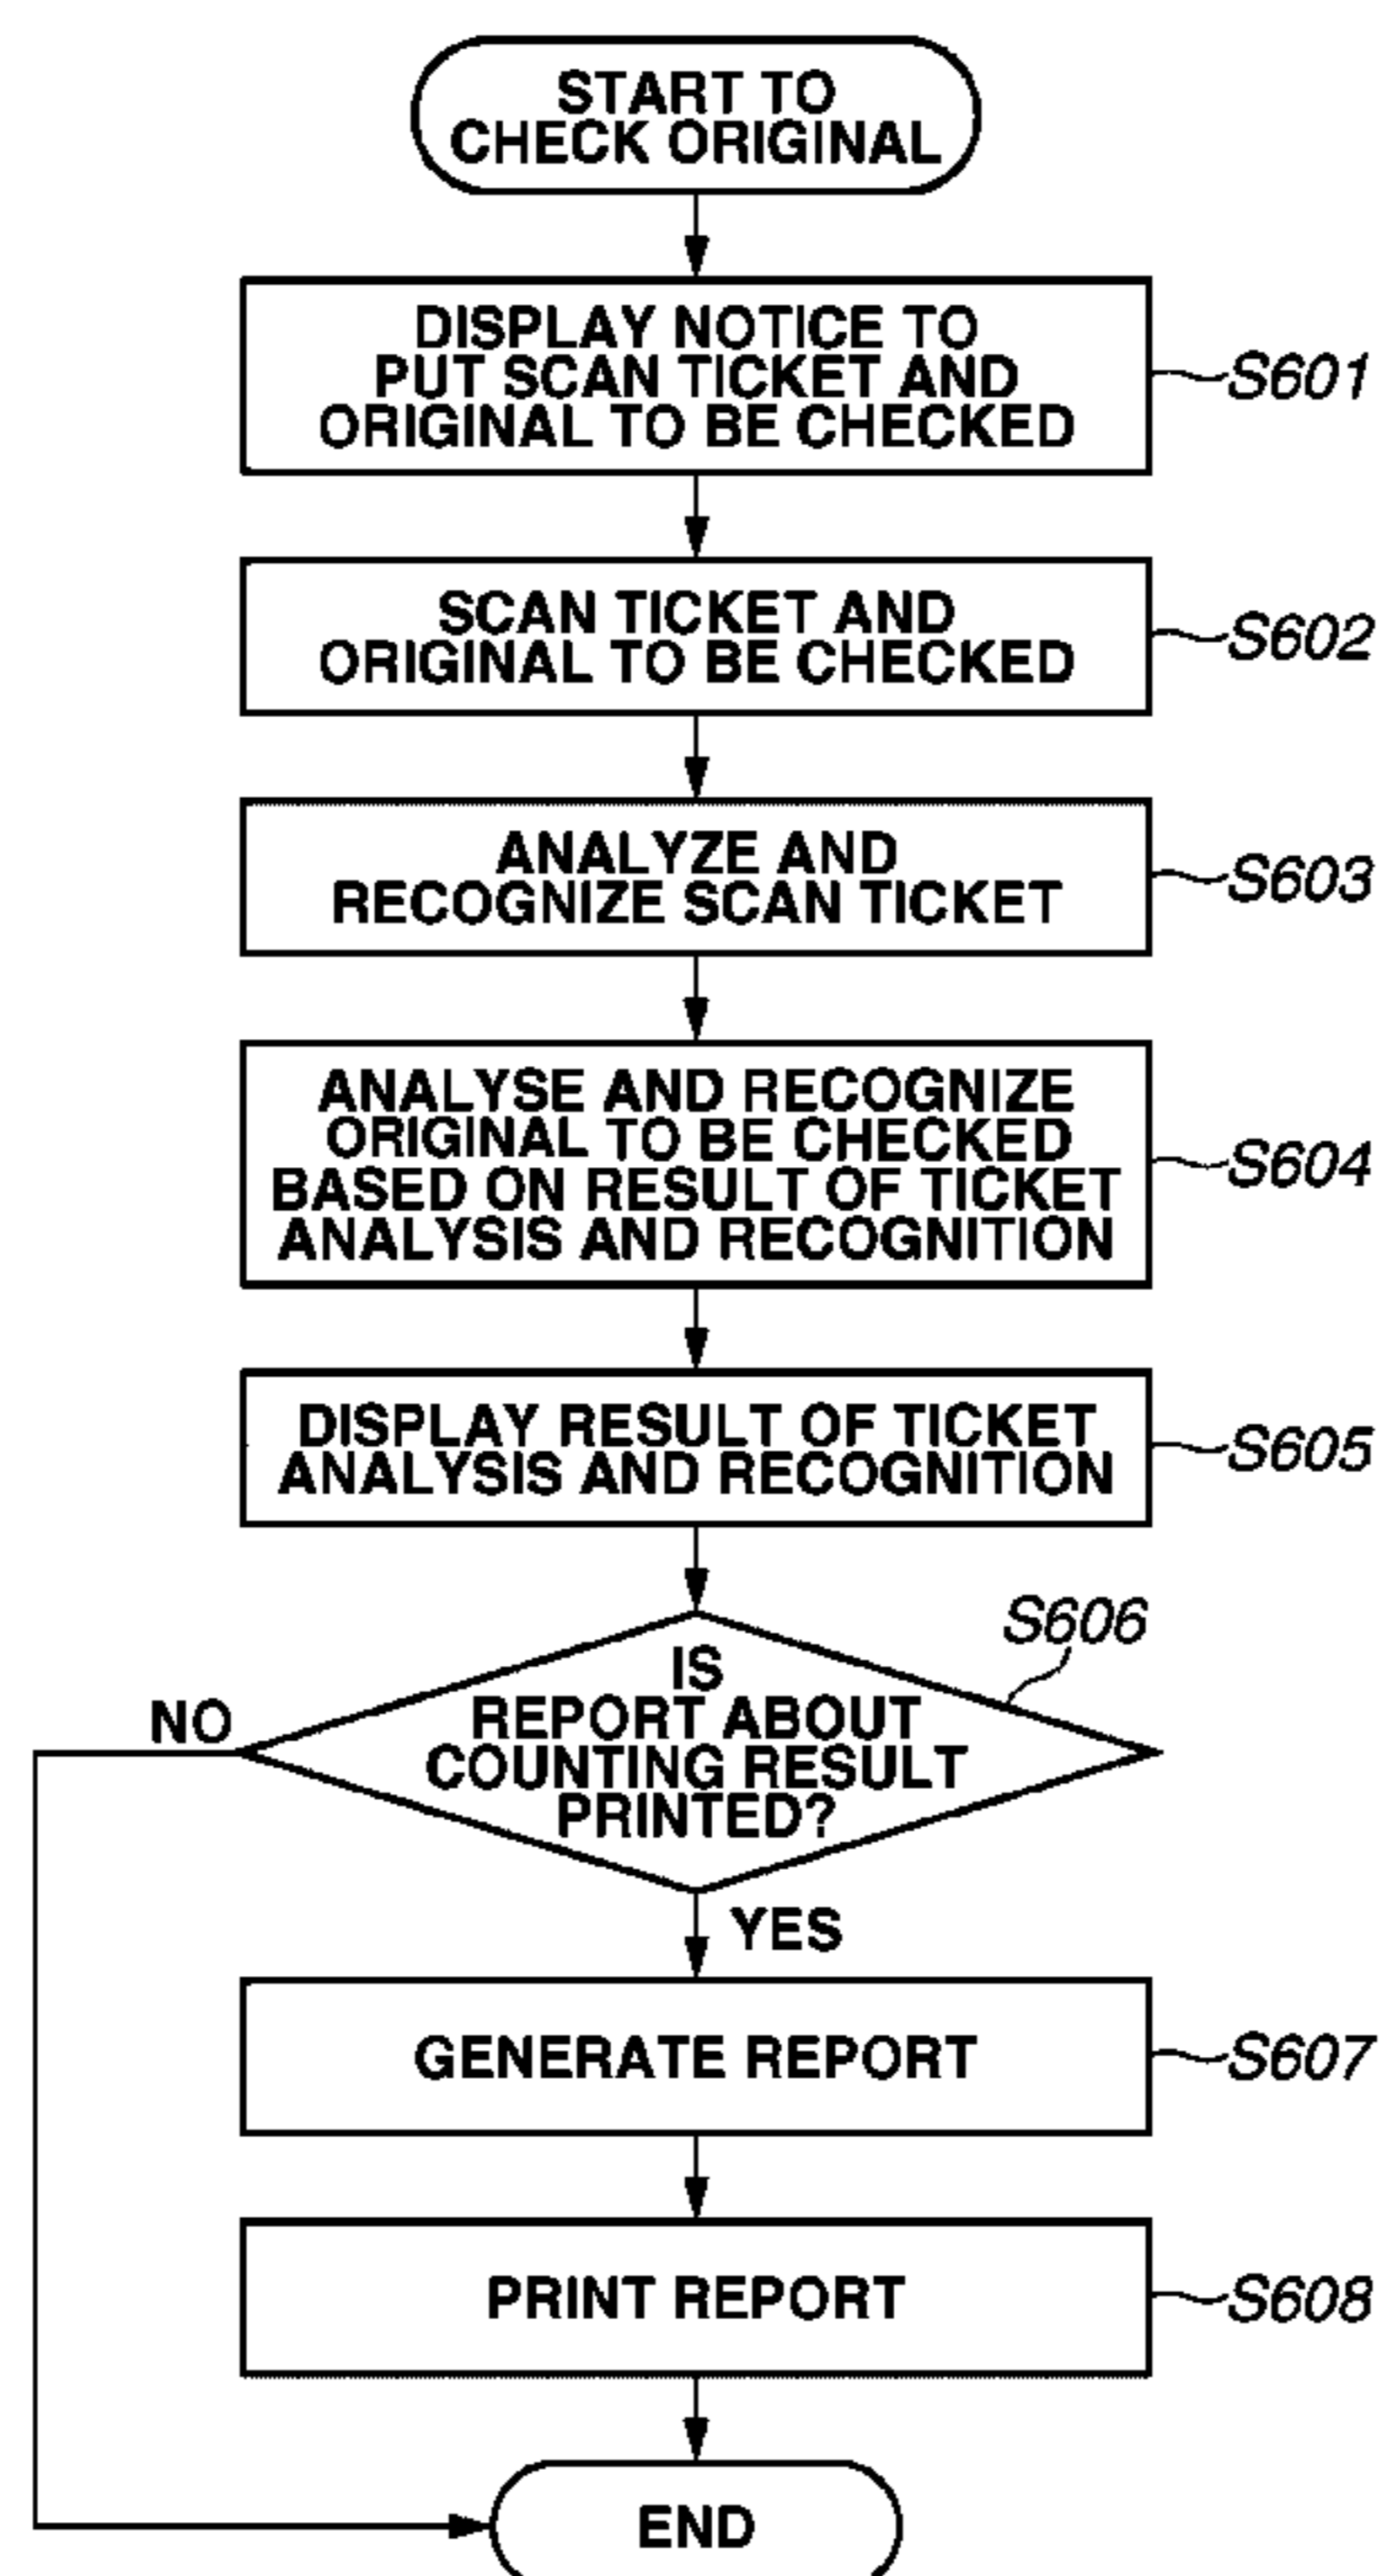 START TO
CHECK ORIGINAL
DISPLAY NOTICE TO
PUT SCAN TICKET AND
ORIGINAL TO BE CHECKED
S601
SCAN TICKET AND
ORIGINAL TO BE CHECKED
S602
ANALYZE AND
RECOGNIZE SCAN TICKET
S603
ANALYSE AND RECOGNIZE
ORIGINAL TO BE CHECKED
BASED ON RESULT OF TICKET
ANALYSIS AND RECOGNITION
S604
DISPLAY RESULT OF TICKET
ANALYSIS AND RECOGNITION
S605
S606
IS
REPORT ABOUT
COUNTING RESULT
PRINTED?
NO
YES
GENERATE REPORT
S607
PRINT REPORT
S608
END